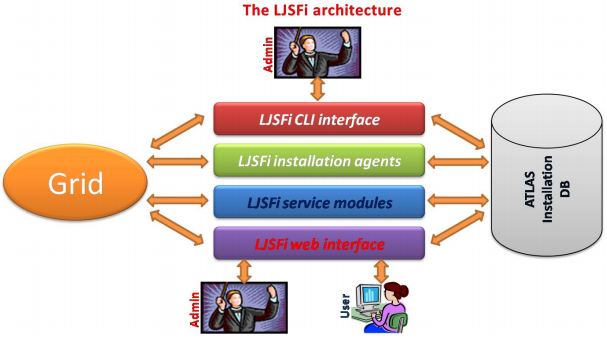 The LJSFi architecture
Admin
LJSFi CLI interface
LJSFi installation agents
Grid
LJSFi service modules
LJSFi web interface
ATLAS
Installation
DB
Admin
User